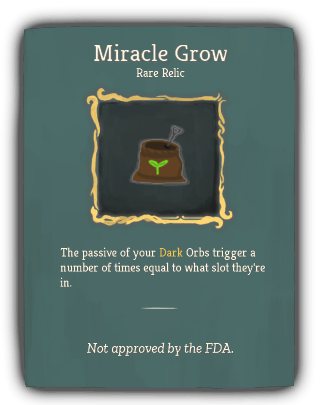 Miracle Grow
Rare Relic
The passive of your Dark Orbs trigger a
number of times equal to what slot they're
in.
Not approved by the FDA.